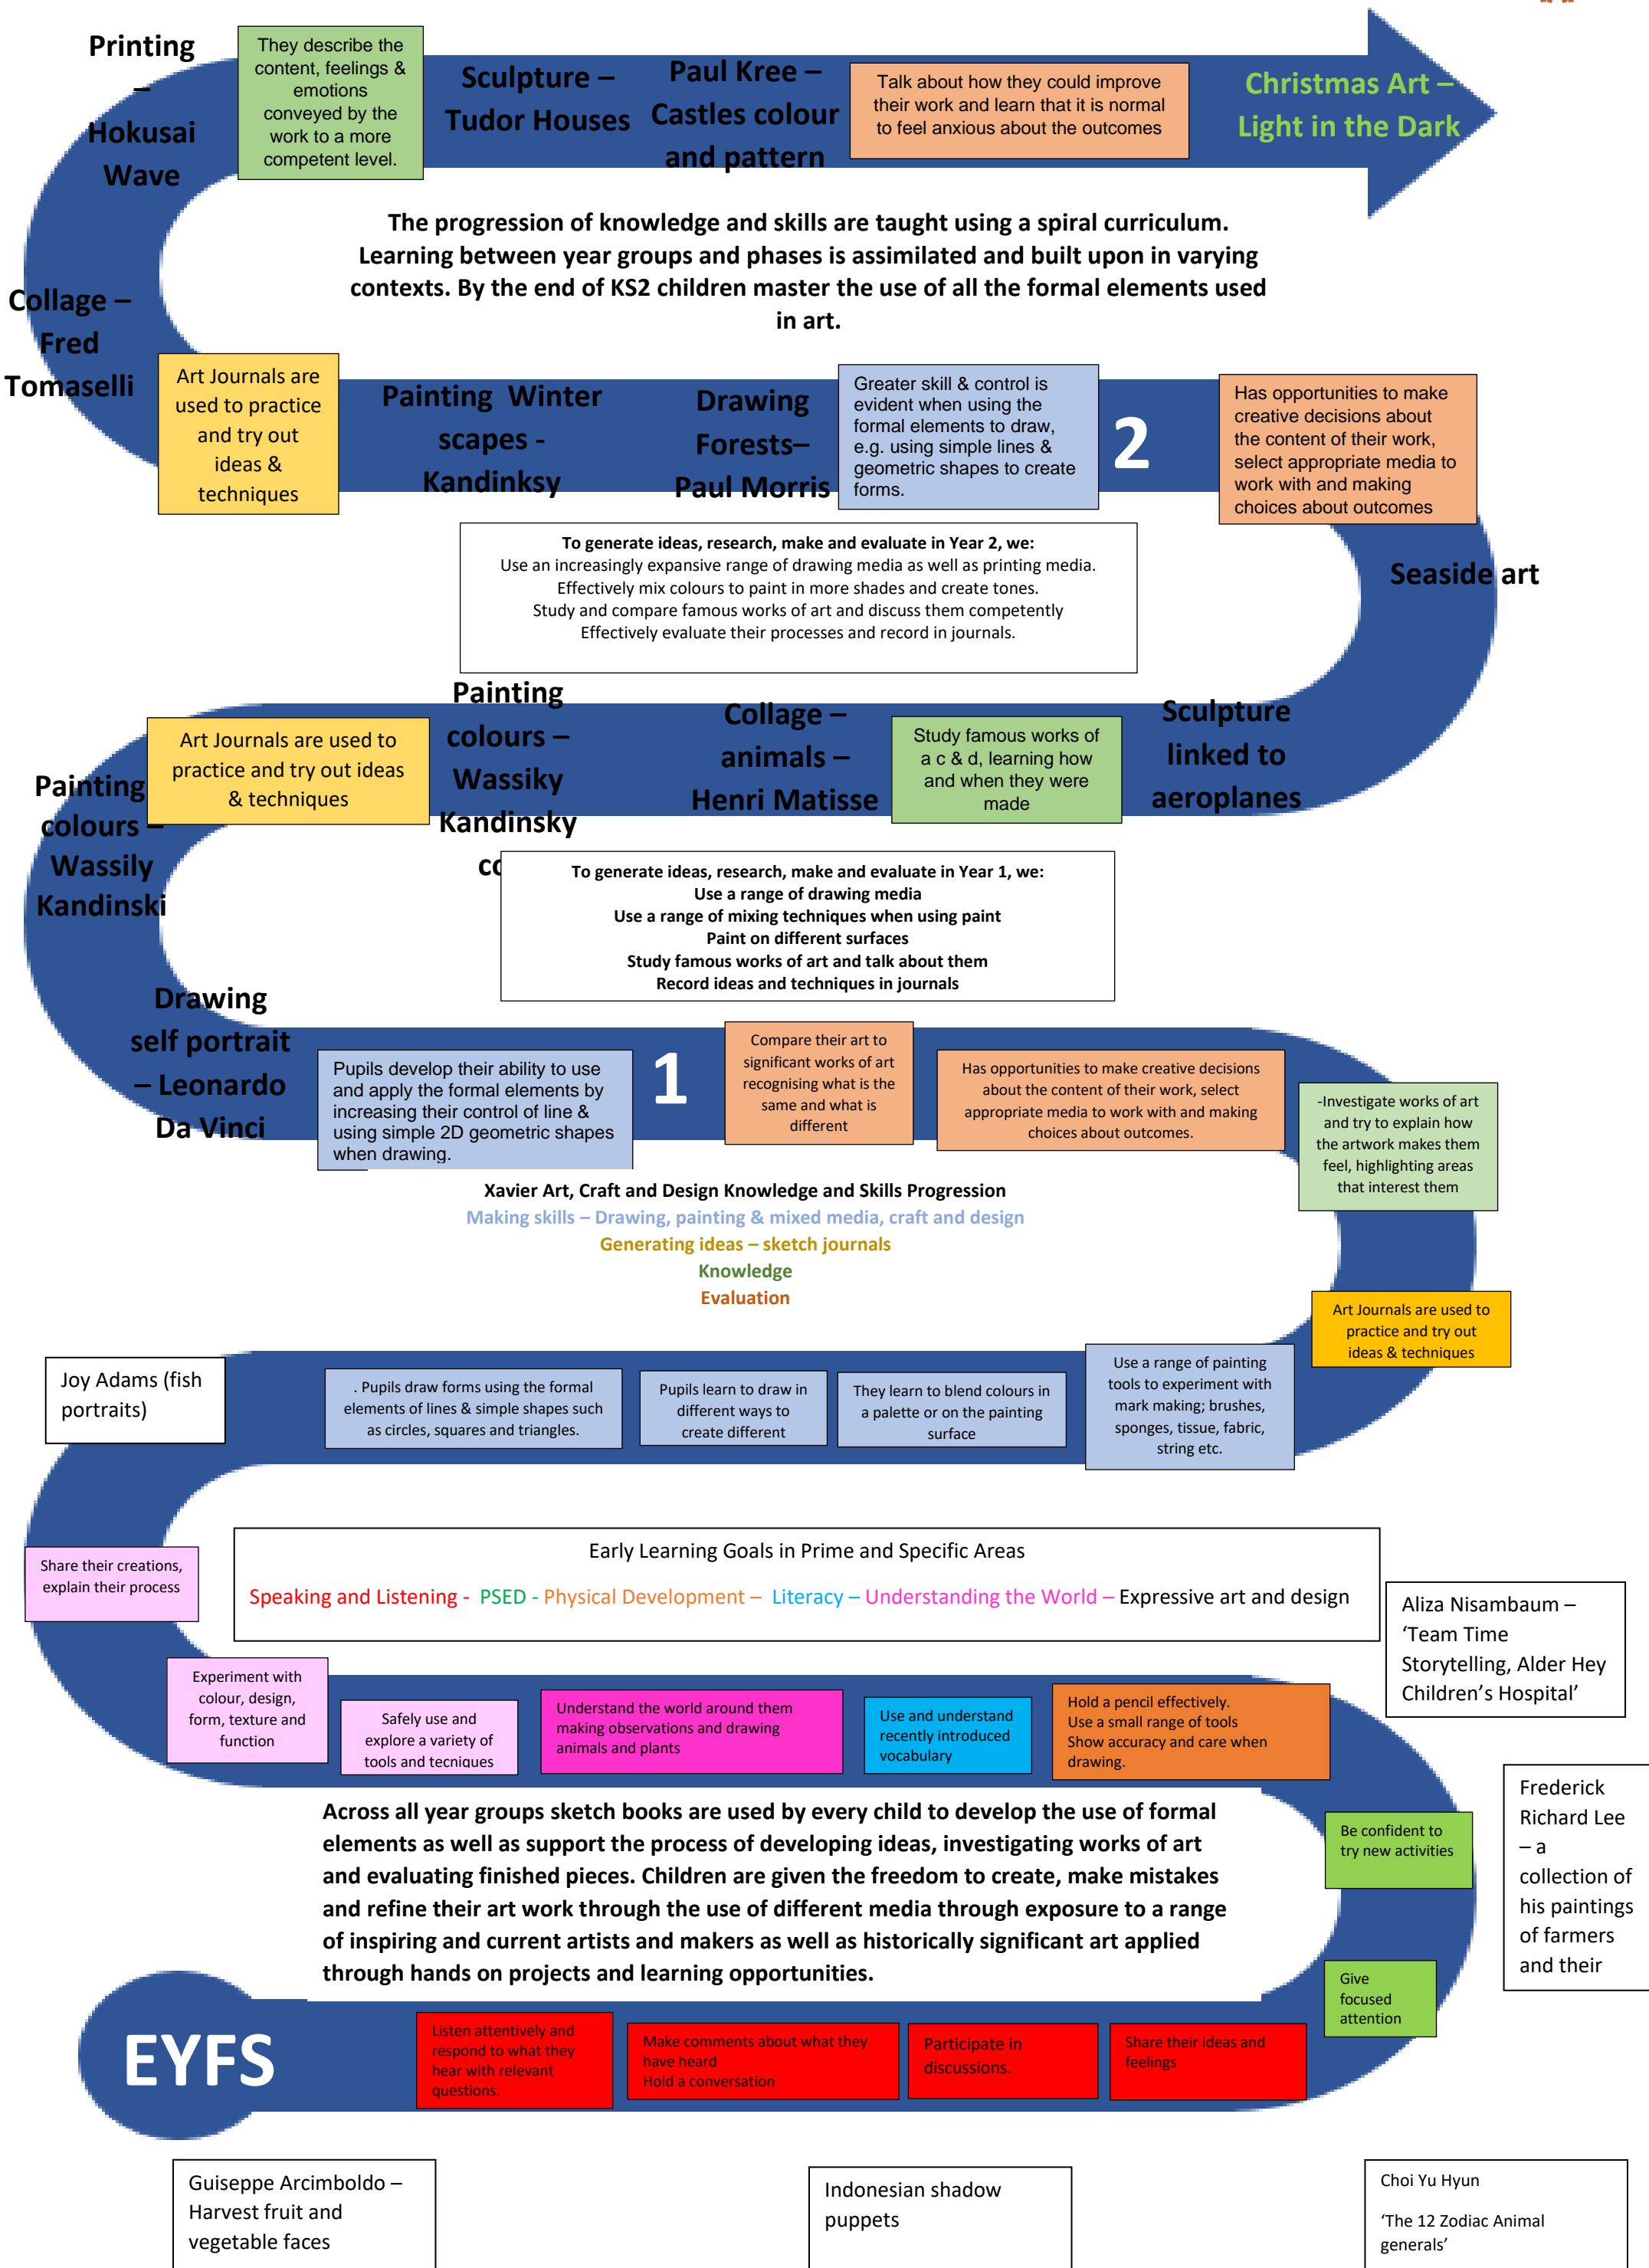 Printing
–
Hokusai
Wave
They describe the
content, feelings &
emotions
conveyed by the
work to a more
competent level.
Sculpture –
Tudor Houses
Paul Kree –
Castles colour
and pattern
Talk about how they could improve
their work and learn that it is normal
to feel anxious about the outcomes
Christmas Art –
Light in the Dark
The progression of knowledge and skills are taught using a spiral curriculum.
Learning between year groups and phases is assimilated and built upon in varying
contexts. By the end of KS2 children master the use of all the formal elements used
in art.
Collage –
Fred
Tomaselli
Art Journals are
used to practice
and try out
ideas &
techniques
Painting  Winter
scapes -
Kandinksy
Drawing
Forests–
Paul Morris
Greater skill & control is
evident when using the
formal elements to draw,
e.g. using simple lines &
geometric shapes to create
forms.
2
Has opportunities to make
creative decisions about
the content of their work,
select appropriate media to
work with and making
choices about outcomes
To generate ideas, research, make and evaluate in Year 2, we:
Use an increasingly expansive range of drawing media as well as printing media.
Effectively mix colours to paint in more shades and create tones.
Study and compare famous works of art and discuss them competently
Effectively evaluate their processes and record in journals.
Seaside art
Painting
colours –
Wassily
Kandinski
Art Journals are used to
practice and try out ideas
& techniques
Painting
colours –
Wassiky
Kandinsky
Collage –
animals –
Henri Matisse
Study famous works of
a c & d, learning how
and when they were
made
Sculpture
linked to
aeroplanes
To generate ideas, research, make and evaluate in Year 1, we:
Use a range of drawing media
Use a range of mixing techniques when using paint
Paint on different surfaces
Study famous works of art and talk about them
Record ideas and techniques in journals
Drawing
self portrait
– Leonardo
Da Vinci
Pupils develop their ability to use
and apply the formal elements by
increasing their control of line &
using simple 2D geometric shapes
when drawing.
1
Compare their art to
significant works of art
recognising what is the
same and what is
different
Has opportunities to make creative decisions
about the content of their work, select
appropriate media to work with and making
choices about outcomes.
-Investigate works of art
and try to explain how
the artwork makes them
feel, highlighting areas
that interest them
Xavier Art, Craft and Design Knowledge and Skills Progression
Making skills – Drawing, painting & mixed media, craft and design
Generating ideas – sketch journals
Knowledge
Evaluation
Art Journals are used to
practice and try out
ideas & techniques
Joy Adams (fish
portraits)
. Pupils draw forms using the formal
elements of lines & simple shapes such
as circles, squares and triangles.
Pupils learn to draw in
different ways to
create different
They learn to blend colours in
a palette or on the painting
surface
Use a range of painting
tools to experiment with
mark making; brushes,
sponges, tissue, fabric,
string etc.
Share their creations,
explain their process
Early Learning Goals in Prime and Specific Areas
Speaking and Listening -  PSED - Physical Development –  Literacy – Understanding the World – Expressive art and design
Aliza Nisambaum –
‘Team Time
Storytelling, Alder Hey
Children’s Hospital’
Experiment with
colour, design,
form, texture and
function
Safely use and
explore a variety of
tools and tecniques
Understand the world around them
making observations and drawing
animals and plants
Use and understand
recently introduced
vocabulary
Hold a pencil effectively.
Use a small range of tools
Show accuracy and care when
drawing.
Across all year groups sketch books are used by every child to develop the use of formal
elements as well as support the process of developing ideas, investigating works of art
and evaluating finished pieces. Children are given the freedom to create, make mistakes
and refine their art work through the use of different media through exposure to a range
of inspiring and current artists and makers as well as historically significant art applied
through hands on projects and learning opportunities.
Be confident to
try new activities
Frederick
Richard Lee
– a
collection of
his paintings
of farmers
and their
Give
focused
attention
EYFS
Listen attentively and
respond to what they
hear with relevant
questions.
Make comments about what they
have heard
Hold a conversation
Participate in
discussions.
Share their ideas and
feelings
Guiseppe Arcimboldo –
Harvest fruit and
vegetable faces
Indonesian shadow
puppets
Choi Yu Hyun
‘The 12 Zodiac Animal
generals’